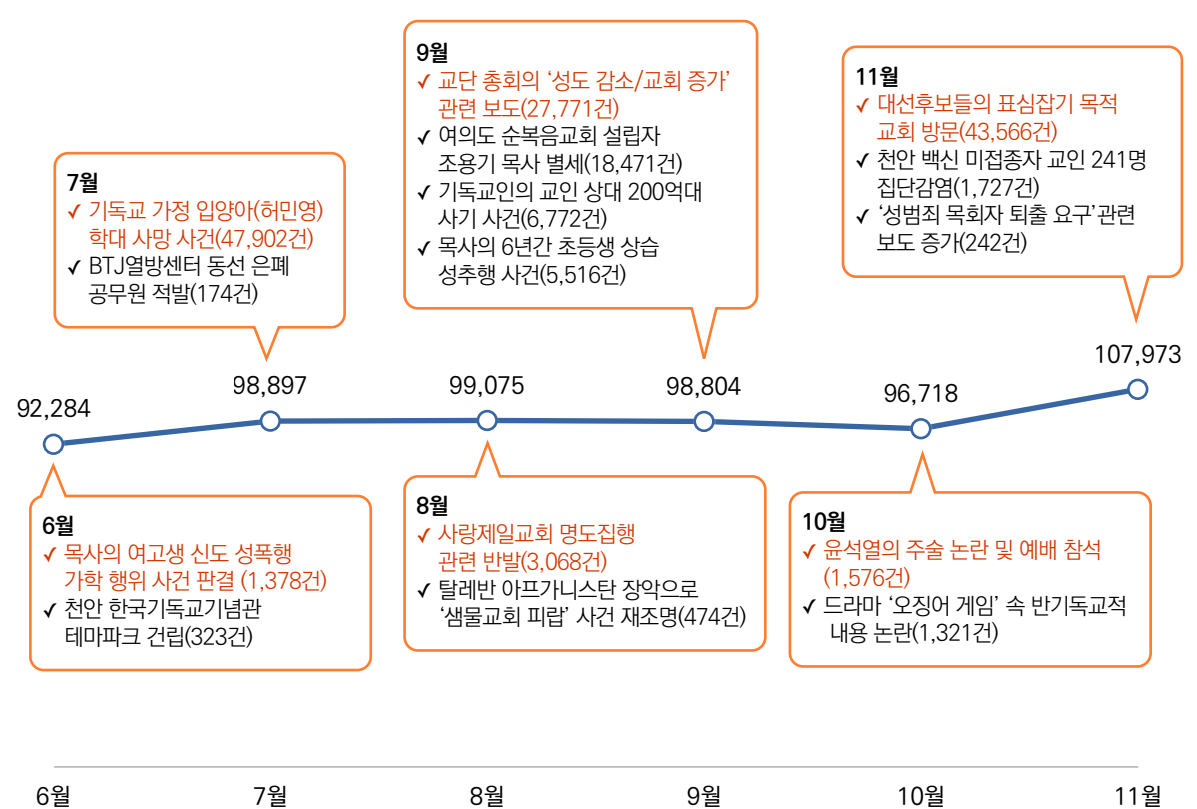 9월
✓ 교단 총회의 ‘성도 감소/교회 증가’
관련 보도(27,771건)
✓ 여의도 순복음교회 설립자
조용기 목사 별세(18,471건)
✓ 기독교인의 교인 상대 200억대
사기 사건(6,772건)
✓ 목사의 6년간 초등생 상습
성추행 사건(5,516건)
11월
✓ 대선후보들의 표심잡기 목적
교회 방문(43,566건)
✓ 천안 백신 미접종자 교인 241명
집단감염(1,727건)
✓ ‘성범죄 목회자 퇴출 요구’관련
보도 증가(242건)
7월
✓ 기독교 가정 입양아(허민영)
학대 사망 사건(47,902건)
✓ BTJ열방센터 동선 은폐
공무원 적발(174건)
92,284
98,897
99,075
98,804
96,718
107,973
6월
✓ 목사의 여고생 신도 성폭행
가학 행위 사건 판결 (1,378건)
✓ 천안 한국기독교기념관
테마파크 건립(323건)
8월
✓ 사랑제일교회 명도집행
관련 반발(3,068건)
✓ 탈레반 아프가니스탄 장악으로
‘샘물교회 피랍’ 사건 재조명(474건)
10월
✓ 윤석열의 주술 논란 및 예배 참석
(1,576건)
✓ 드라마 ‘오징어 게임’ 속 반기독교적
내용 논란(1,321건)
6월
7월
8월
9월
10월
11월